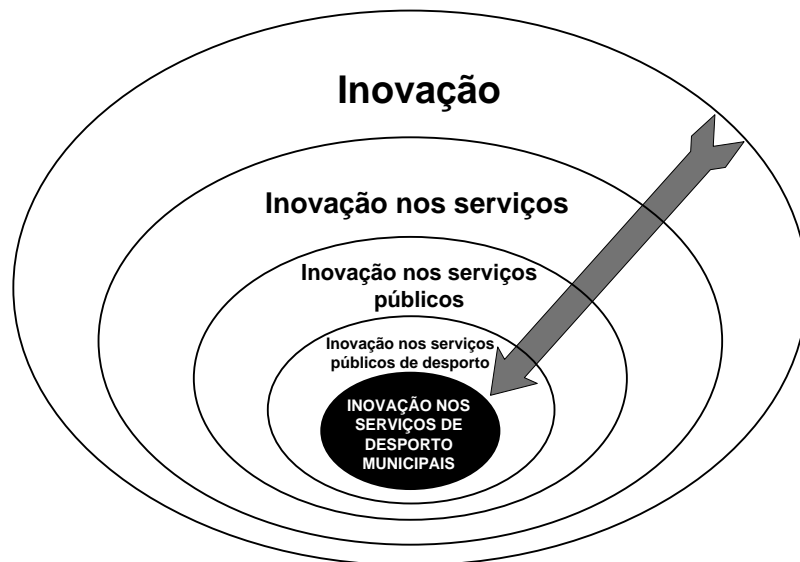 Inovação
Inovação nos serviços
Inovação nos serviços
públicos
Inovação nos serviços
públicos de desporto
INOVAÇÃO NOS
SERVIÇOS DE
DESPORTO
MUNICIPAIS